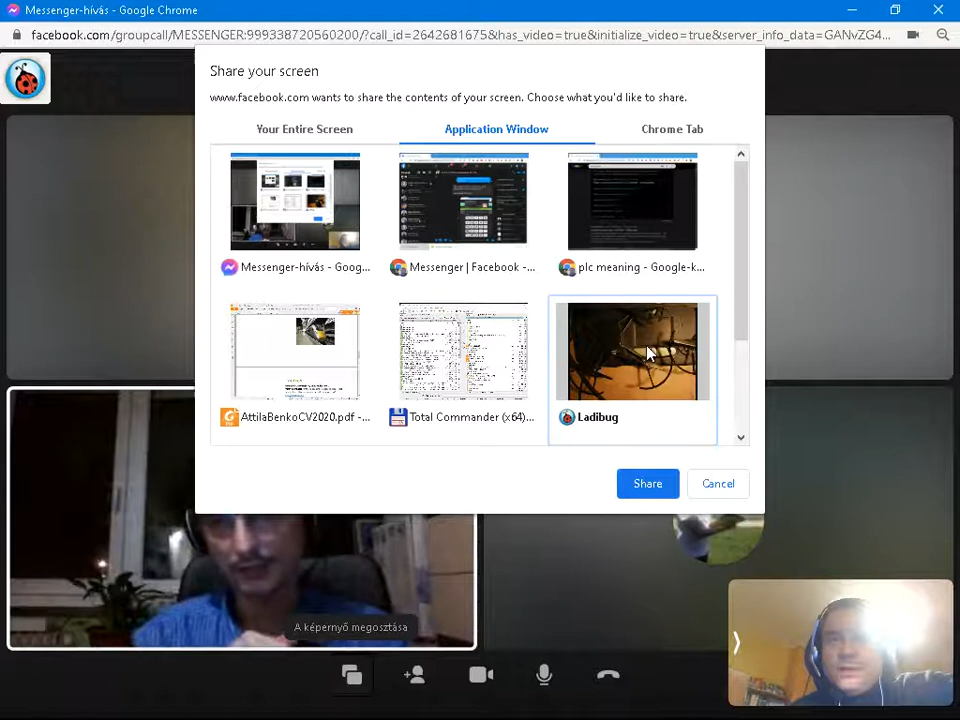 Messenger-hívás - Google Chrome
facebook.com/groupcall/MESSENGER:999338720560200/?call_id=2642681675&has_video=true&initialize_video=true&server_info_data=GANvZG4...
Share your screen
www.facebook.com wants to share the contents of your screen. Choose what you'd like to share.
Your Entire Screen
Application Window
Chrome Tab
Messenger-hívás - Goog...
Messenger | Facebook -...
plc meaning - Google-k...
AttilaBenkoCV2020.pdf -...
Total Commander (x64)...
Ladibug
Share
Cancel
A képernyő megosztása